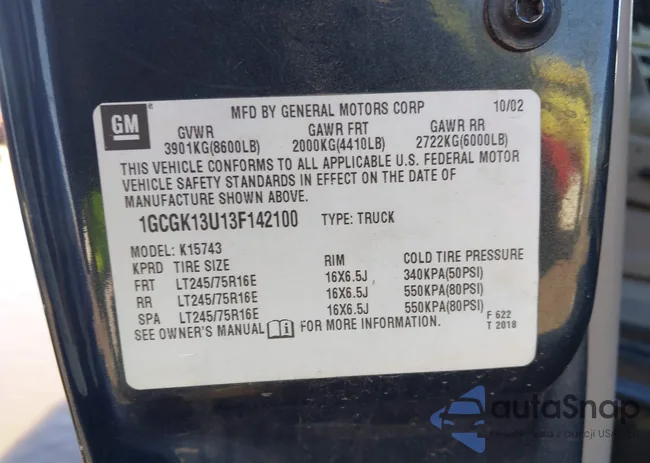 GM
MFD BY GENERAL MOTORS CORP 10/02
GVWR GAWR FRT GAWR RR
3901KG(8600LB) 2000KG(4410LB) 2722KG(6000LB)
THIS VEHICLE CONFORMS TO ALL APPLICABLE U.S. FEDERAL MOTOR
VEHICLE SAFETY STANDARDS IN EFFECT ON THE DATE OF
MANUFACTURE SHOWN ABOVE.
1GCGK13U13F142100 TYPE: TRUCK
MODEL: K15743
KPRD TIRE SIZE RIM COLD TIRE PRESSURE
FRT LT245/75R16E 16X6.5J 340KPA(50PSI)
RR LT245/75R16E 16X6.5J 550KPA(80PSI)
SPA LT245/75R16E 16X6.5J 550KPA(80PSI)
SEE OWNER'S MANUAL FOR MORE INFORMATION.
F 622
T 2018
autaSnap
z aukcji USA